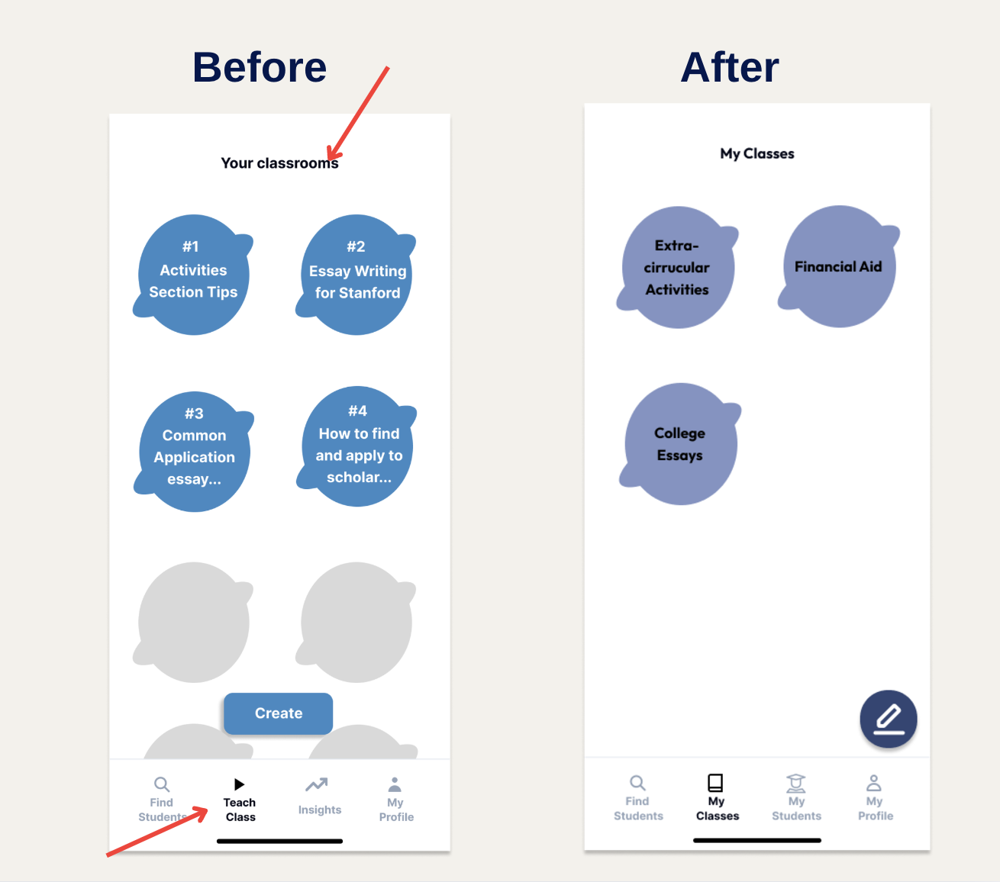 Before
After
Your classrooms
#1
Activities
Section Tips
#2
Essay Writing
for Stanford
#3
Common
Application
essay...
#4
How to find
and apply to
scholar...
Create
Find
Students
Teach
Class
Insights
My
Profile
My Classes
Extra-
cirrucular
Activities
Financial Aid
College
Essays
Find
Students
My
Classes
My
Students
My
Profile